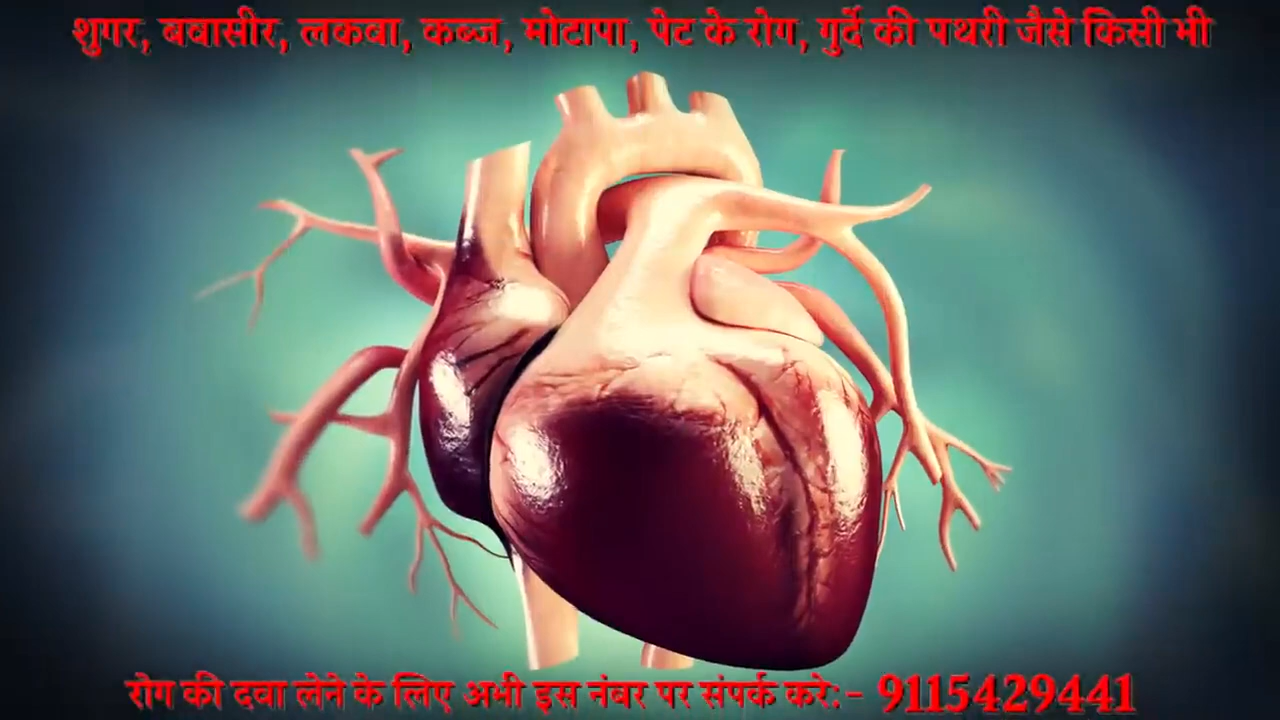 शुगर, बवासीर, लकवा, कब्ज, मोटापा, पेट के रोग, गुर्दे की पथरी जैसे किसी भी
रोग की दवा लेने के लिए अभी इस नंबर पर संपर्क करे:- 9115429441